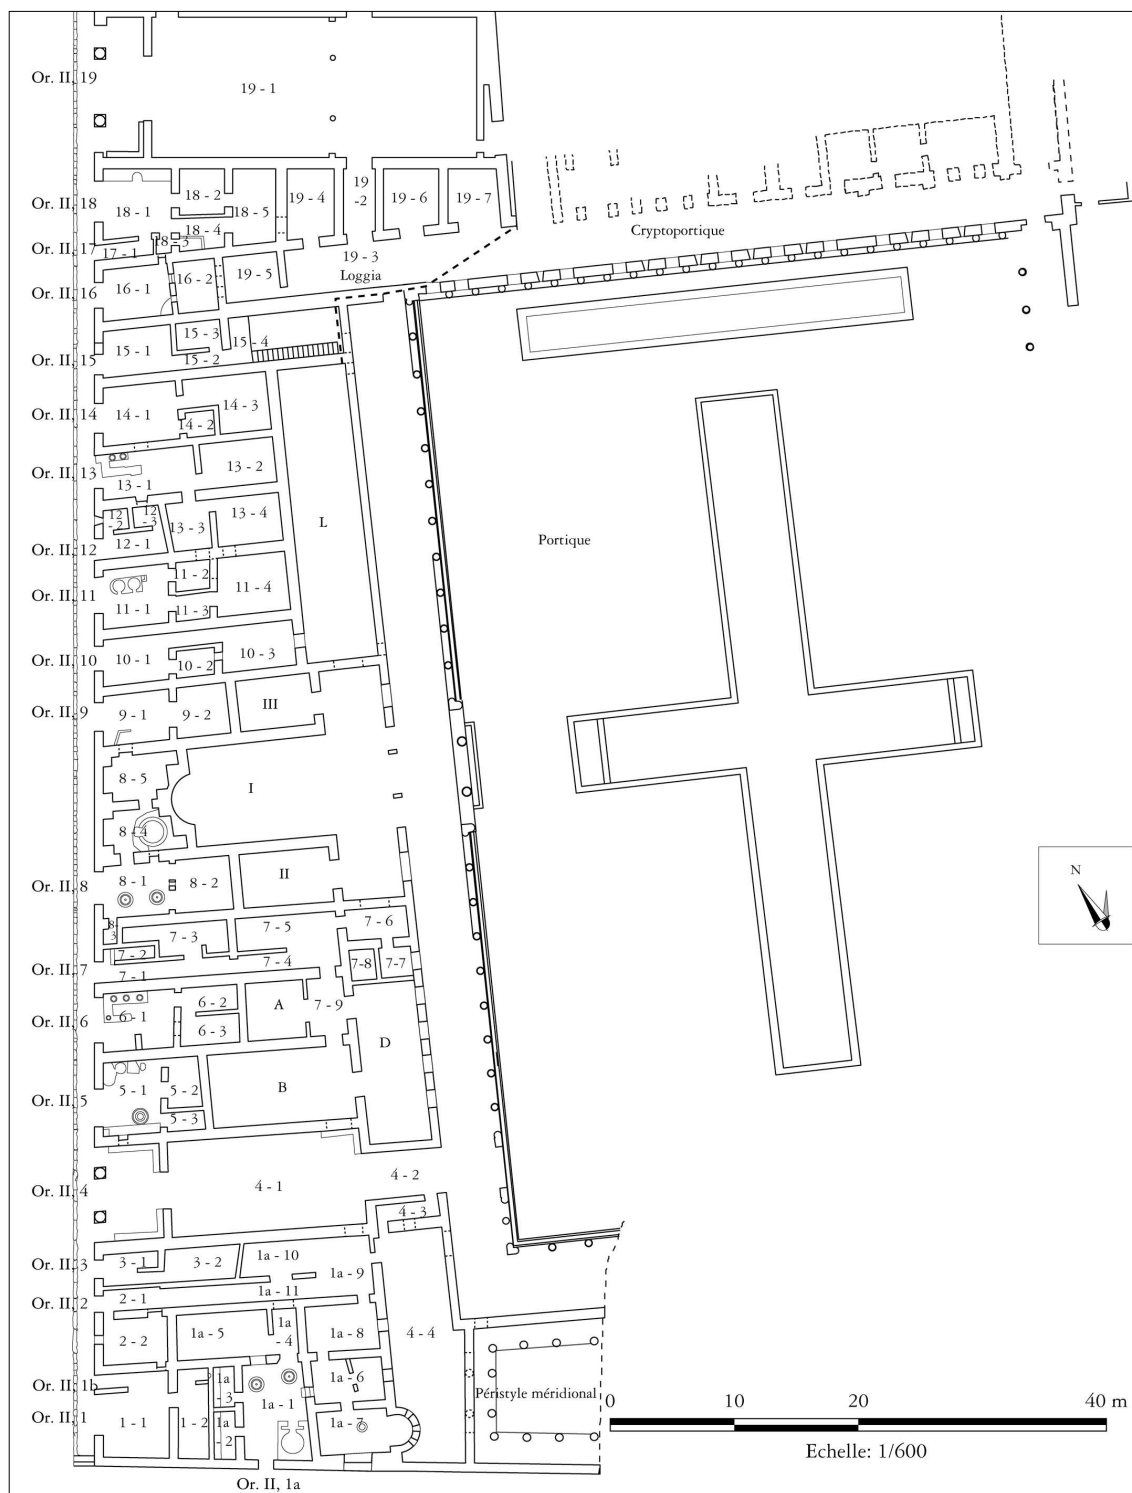 Or. II, 19
19 - 1
Or. II, 18
18 - 1
18 - 2
18 - 5
18 - 4
18 - 3
19 - 4
19
-2
19 - 6
19 - 7
Cryptoportique
Or. II, 17
17 - 1
19 - 3
Loggia
Or. II, 16
16 - 1
16 - 2
19 - 5
Or. II, 15
15 - 1
15 - 3
15 - 2
15 - 4
Or. II, 14
14 - 1
14 - 2
14 - 3
Or. II, 13
13 - 1
13 - 2
13 - 3
13 - 4
L
Portique
Or. II, 12
12
- 2
12
- 3
12 - 1
Or. II, 11
11 - 1
11 - 2
11 - 3
11 - 4
Or. II, 10
10 - 1
10 - 2
10 - 3
Or. II, 9
9 - 1
9 - 2
III
8 - 5
I
8 - 4
Or. II, 8
8 - 1
8 - 2
II
8-
3
N
7 - 3
7 - 5
7 - 6
7 - 2
7 - 4
7-8
7-7
Or. II, 7
7 - 1
Or. II, 6
6 - 1
6 - 2
6 - 3
A
7 - 9
D
Or. II, 5
5 - 1
5 - 2
5 - 3
B
Or. II, 4
4 - 1
4 - 2
4 - 3
Or. II, 3
3 - 1
3 - 2
1a - 10
1a - 9
Or. II, 2
2 - 1
1a - 11
2 - 2
1a - 5
1a
- 4
1a - 8
4 - 4
Or. II, 1b
1a
- 3
1a - 6
Péristyle méridional
Or. II, 1
1 - 1
1 - 2
1a
- 2
1a - 1
1a - 7
0 10 20 40 m
Echelle: 1/600
Or. II, 1a